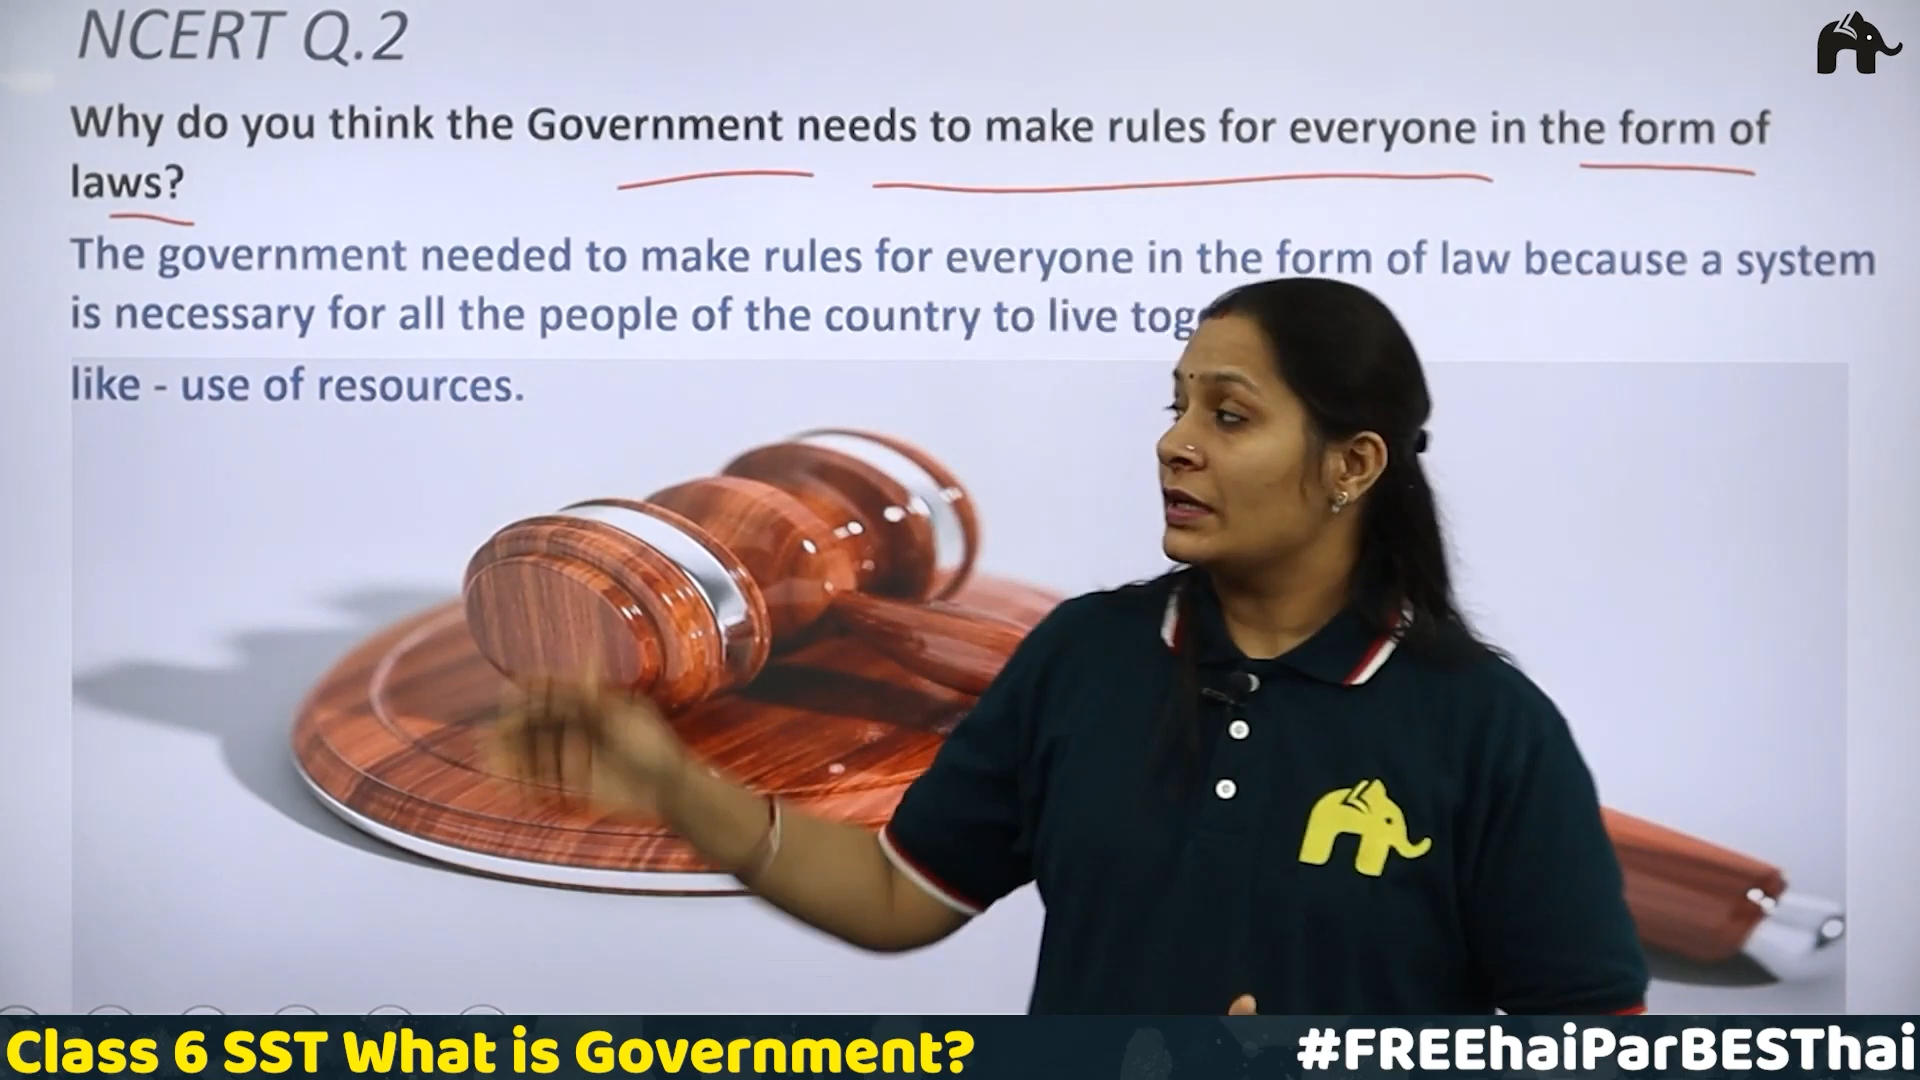 NCERT Q.2
Why do you think the Government needs to make rules for everyone in the form of
laws?
The government needed to make rules for everyone in the form of law because a system
is necessary for all the people of the country to live
like - use of resources.
Class 6 SST What is Government?
#FREEhaiParBESThai